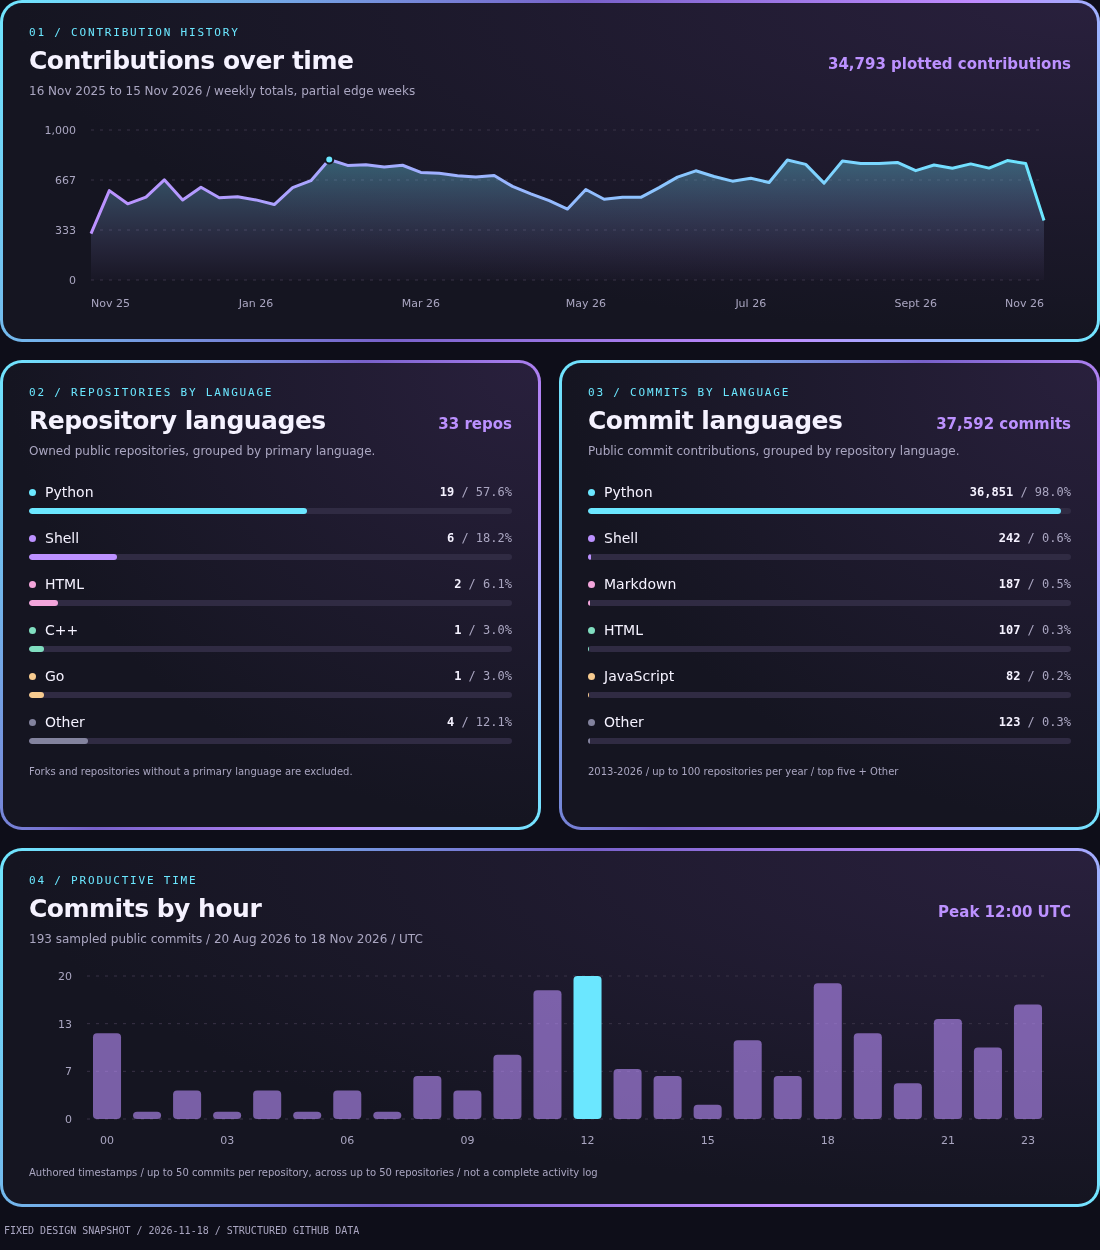 01 / CONTRIBUTION HISTORY
Contributions over time
34,793 plotted contributions
16 Nov 2025 to 15 Nov 2026 / weekly totals, partial edge weeks
1,000
667
333
0
Nov 25 Jan 26 Mar 26 May 26 Jul 26 Sept 26 Nov 26
02 / REPOSITORIES BY LANGUAGE
Repository languages
33 repos
Owned public repositories, grouped by primary language.
Python 19 / 57.6%
Shell 6 / 18.2%
HTML 2 / 6.1%
C++ 1 / 3.0%
Go 1 / 3.0%
Other 4 / 12.1%
Forks and repositories without a primary language are excluded.
03 / COMMITS BY LANGUAGE
Commit languages
37,592 commits
Public commit contributions, grouped by repository language.
Python 36,851 / 98.0%
Shell 242 / 0.6%
Markdown 187 / 0.5%
HTML 107 / 0.3%
JavaScript 82 / 0.2%
Other 123 / 0.3%
2013-2026 / up to 100 repositories per year / top five + Other
04 / PRODUCTIVE TIME
Commits by hour
Peak 12:00 UTC
193 sampled public commits / 20 Aug 2026 to 18 Nov 2026 / UTC
20
13
7
0
00 03 06 09 12 15 18 21 23
Authored timestamps / up to 50 commits per repository, across up to 50 repositories / not a complete activity log
FIXED DESIGN SNAPSHOT / 2026-11-18 / STRUCTURED GITHUB DATA